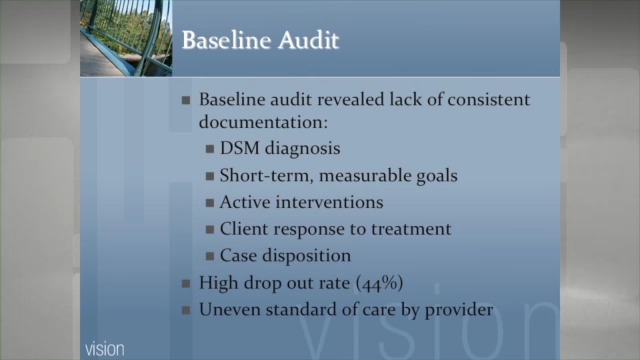 Baseline Audit
Baseline audit revealed lack of consistent
documentation:
DSM diagnosis
Short-term, measurable goals
Active interventions
Client response to treatment
Case disposition
High drop out rate (44%)
Uneven standard of care by provider
vision
vision